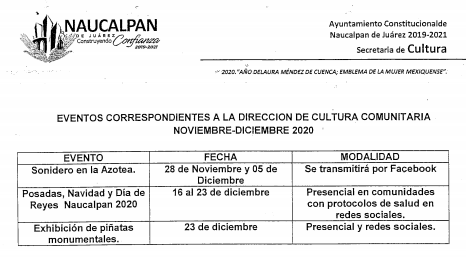 NAUCALPAN
DE JUÁREZ
Construyendo Confianza
2019-2021
Ayuntamiento Constitucionalde
Naucalpan de Juárez 2019-2021
Secretaria de Cultura
2020. "AÑO DELAURA MÉNDEZ DE CUENCA; EMBLEMA DE LA MUJER MEXIQUENSE".
EVENTOS CORRESPONDIENTES A LA DIRECCION DE CULTURA COMUNITARIA
NOVIEMBRE-DICIEMBRE 2020
EVENTO FECHA MODALIDAD
Sonidero en la Azotea. 28 de Noviembre y 05 de Diciembre Se transmitirá por Facebook
Posadas, Navidad y Día de Reyes Naucalpan 2020 16 al 23 de diciembre Presencial en comunidades con protocolos de salud en redes sociales.
Exhibición de piñatas monumentales. 23 de diciembre Presencial y redes sociales.